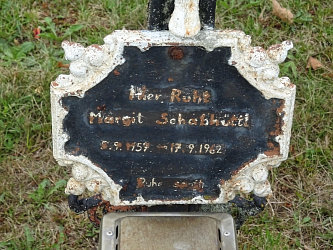 Hier Ruht
Margit Schabhüttl
5.9.1959 – 17.9.1962
Ruhe sanft